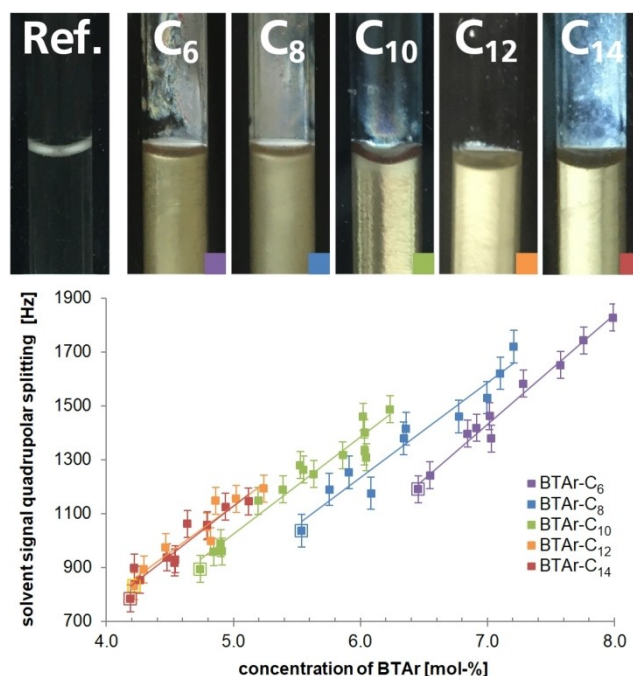 Ref. C₆ C₈ C₁₀ C₁₂ C₁₄
solvent signal quadrupolar splitting [Hz]
1900
1700
1500
1300
1100
900
700
BTAr-C₆
BTAr-C₈
BTAr-C₁₀
BTAr-C₁₂
BTAr-C₁₄
4.0 5.0 6.0 7.0 8.0
concentration of BTAr [mol-%]